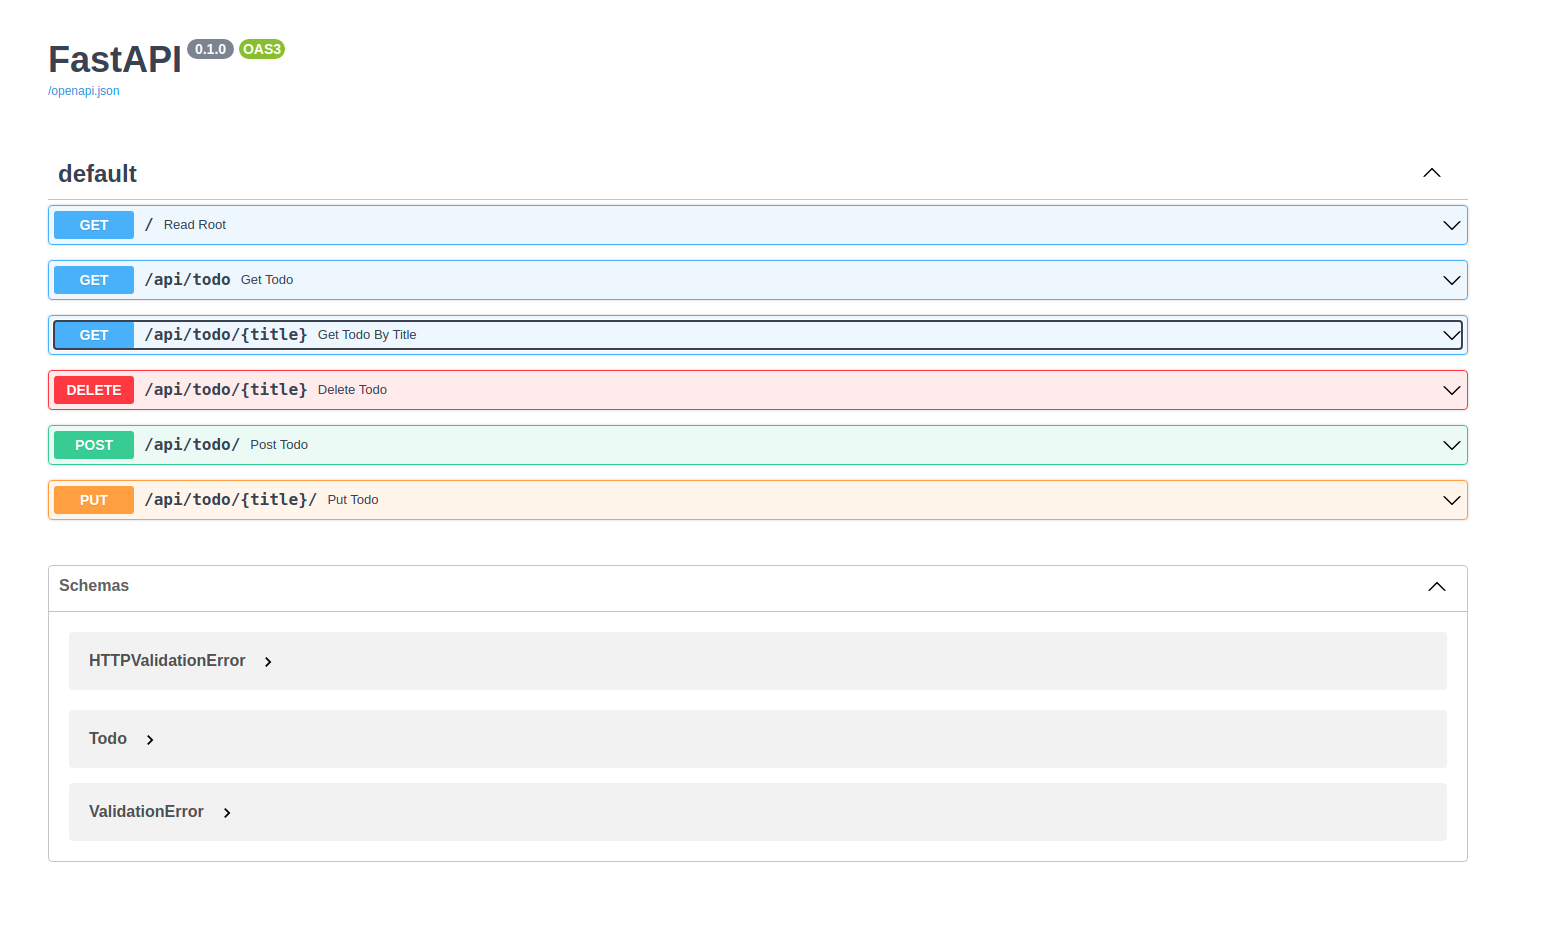 FastAPI 0.1.0 OAS3
/openapi.json
default
GET / Read Root
GET /api/todo Get Todo
GET /api/todo/{title} Get Todo By Title
DELETE /api/todo/{title} Delete Todo
POST /api/todo/ Post Todo
PUT /api/todo/{title}/ Put Todo
Schemas
HTTPValidationError
Todo
ValidationError